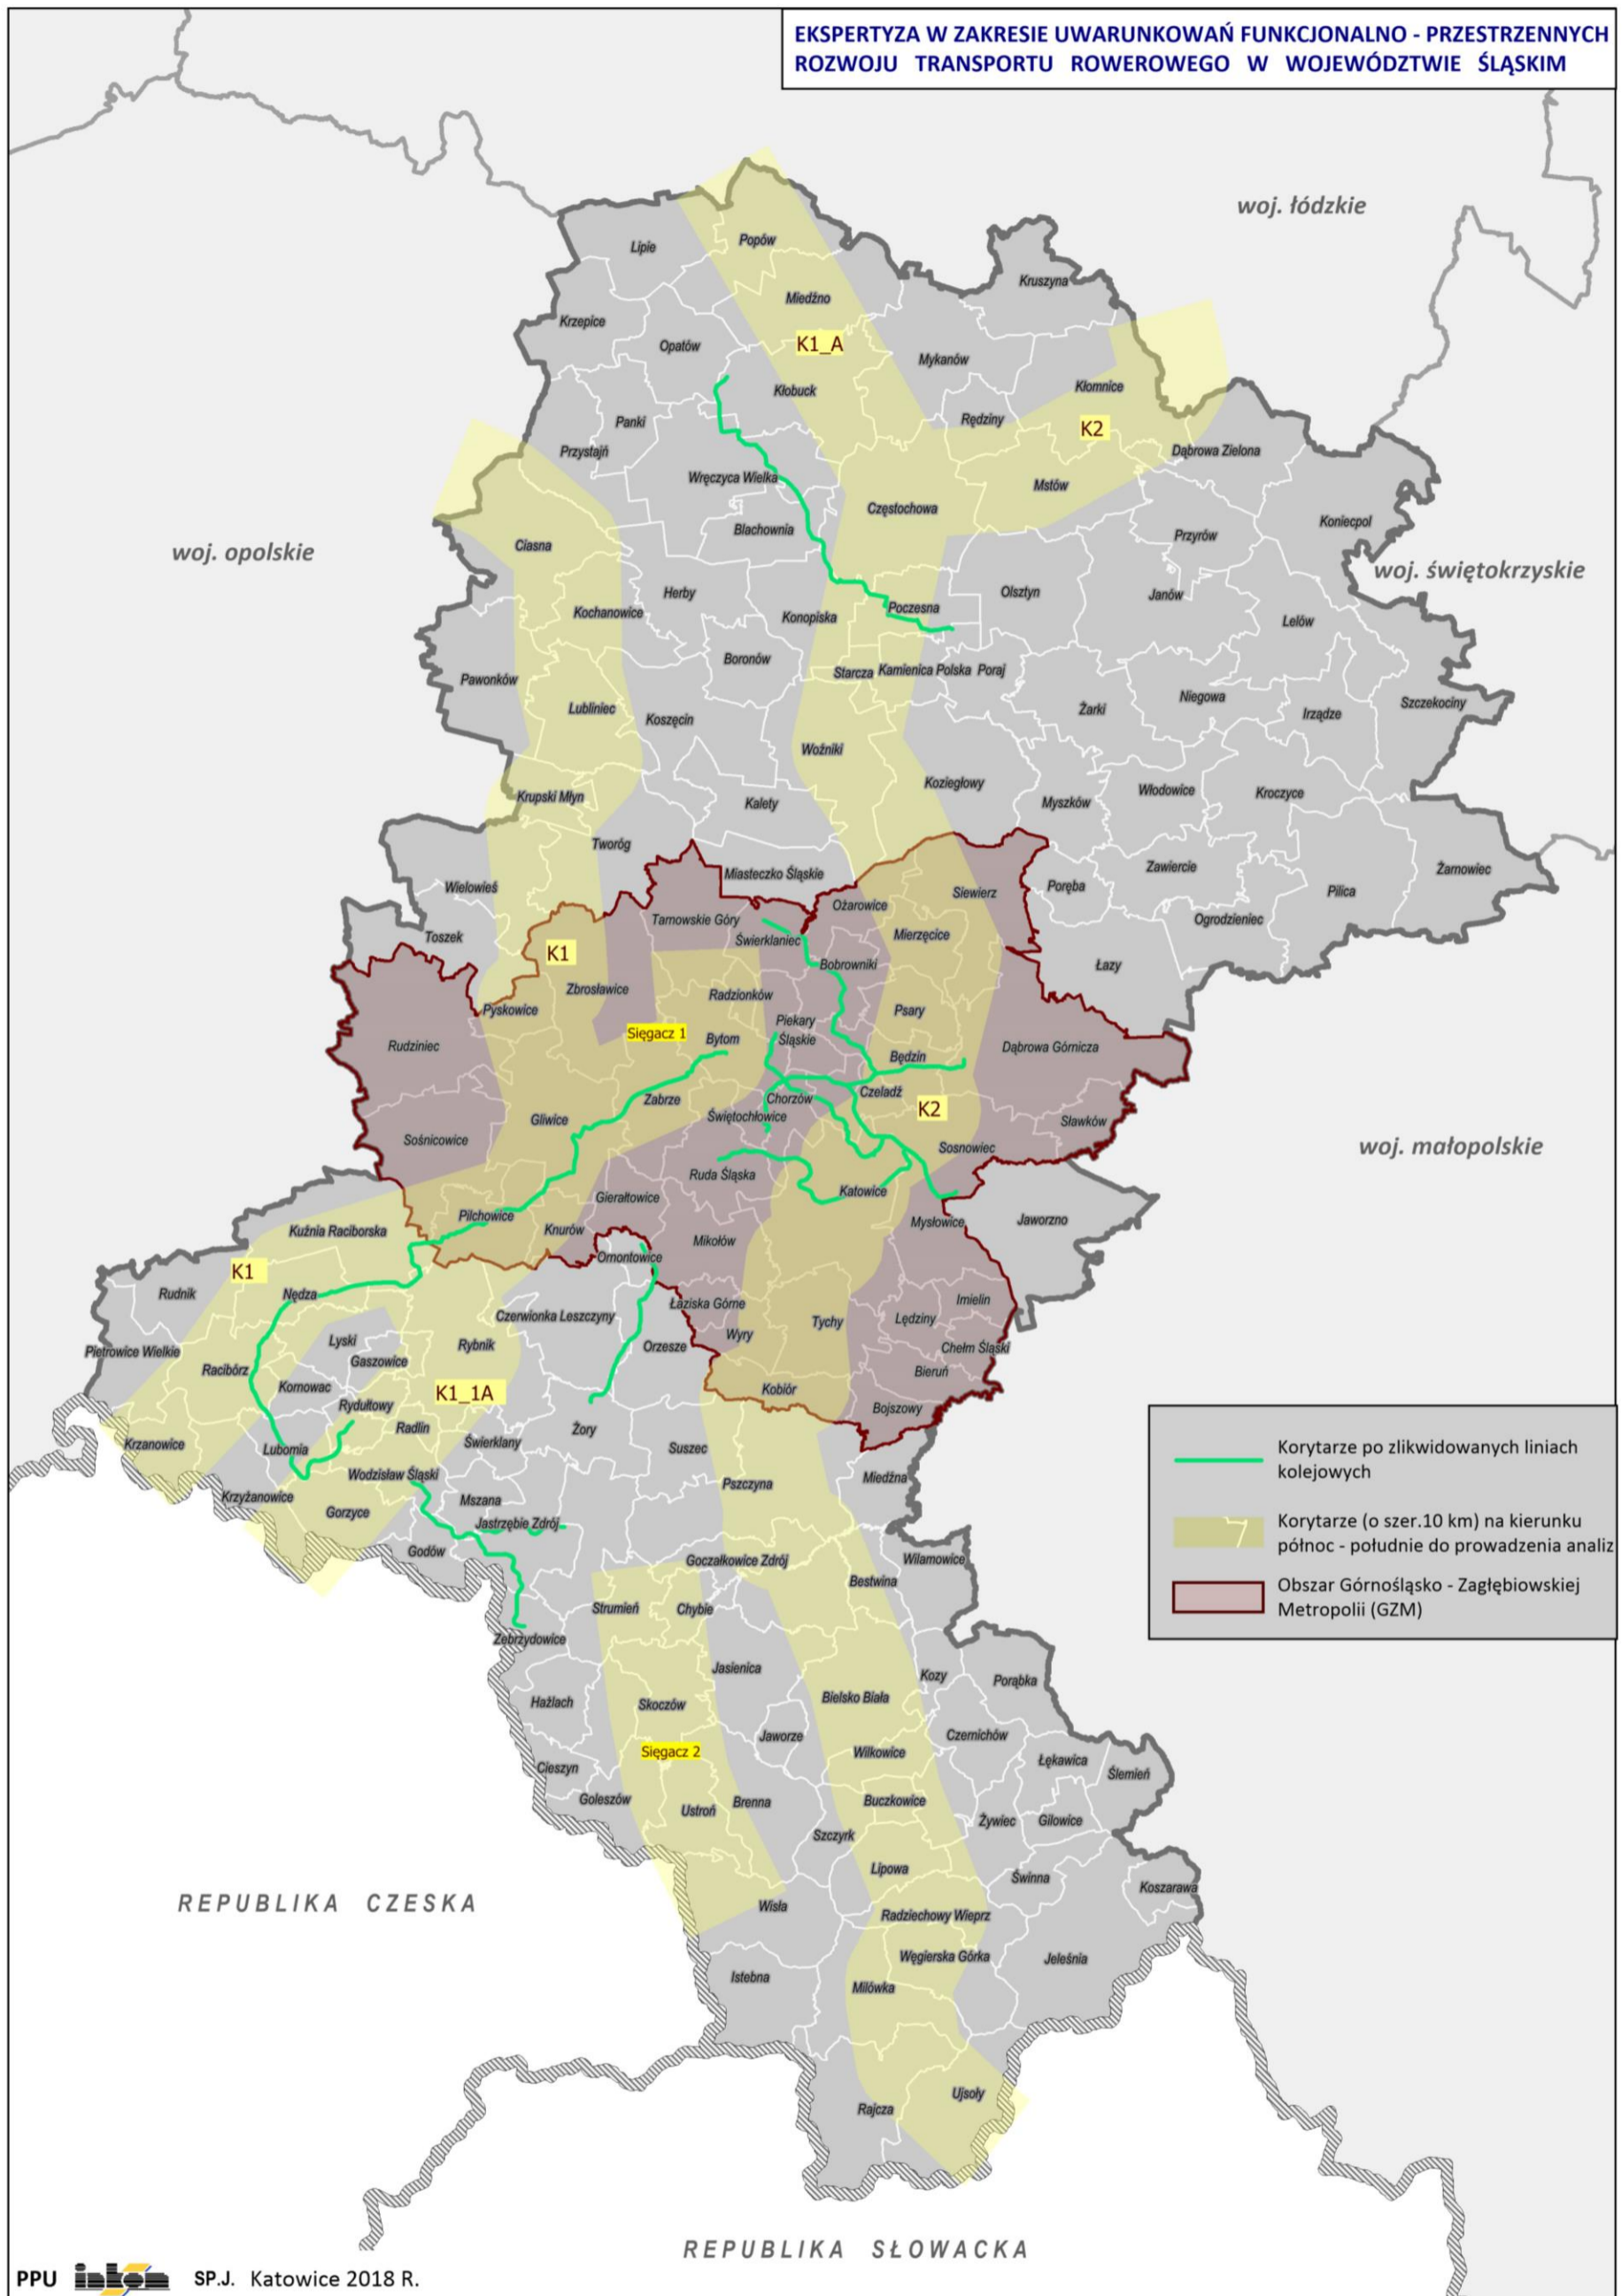 EKSPERTYZA W ZAKRESIE UWARUNKOWAŃ FUNKCJONALNO - PRZESTRZENNYCH
ROZWOJU TRANSPORTU ROWEROWEGO W WOJEWÓDZTWIE ŚLĄSKIM
woj. łódzkie
Lipie
Popów
Kruszyna
Miedźno
Krzepice
Opatów
K1_A
Mykanów
Kłomnice
Kłobuck
Rędziny
K2
Panki
Przystajń
Dąbrowa Zielona
Wręczyca Wielka
Mstów
Częstochowa
Koniecpol
Blachownia
Przyrów
Ciasna
woj. opolskie
woj. świętokrzyskie
Herby
Olsztyn
Janów
Kochanowice
Konopiska
Poczesna
Lelów
Boronów
Starcza
Kamienica Polska
Poraj
Pawonków
Niegowa
Szczekociny
Lubliniec
Koszęcin
Żarki
Irządze
Woźniki
Koziegłowy
Krupski Młyn
Kalety
Myszków
Włodowice
Kroczyce
Tworóg
Miasteczko Śląskie
Zawiercie
Żarnowiec
Wielowieś
Siewierz
Poręba
Pilica
Ożarowice
Tarnowskie Góry
Ogrodzieniec
Toszek
Świerklaniec
Mierzęcice
K1
Bobrowniki
Łazy
Zbrosławice
Radzionków
Pyskowice
Psary
Piekary
Śląskie
Sięgacz 1
Bytom
Rudziniec
Będzin
Dąbrowa Górnicza
Czeladź
Zabrze
Chorzów
K2
Świętochłowice
Gliwice
Sławków
Sośnicowice
Sosnowiec
woj. małopolskie
Ruda Śląska
Katowice
Gierałtowice
Pilchowice
Knurów
Mysłowice
Jaworzno
Kuźnia Raciborska
Mikołów
Ornontowice
K1
Rudnik
Nędza
Łaziska Górne
Imielin
Czerwionka Leszczyny
Tychy
Lędziny
Wyry
Lyski
Rybnik
Orzesze
Chełm Śląski
Pietrowice Wielkie
Gaszowice
Racibórz
Bieruń
Kornowac
K1_1A
Kobiór
Rydułtowy
Bojszowy
Radlin
Żory
Krzanowice
Lubomia
Świerklany
Suszec
Wodzisław Śląski
Pszczyna
Miedźna
Krzyżanowice
Mszana
Gorzyce
Jastrzębie Zdrój
Godów
Goczałkowice Zdrój
Wilamowice
Bestwina
Strumień
Chybie
Zebrzydowice
Jasienica
Kozy
Porąbka
Hażlach
Skoczów
Bielsko Biała
Jaworze
Czernichów
Sięgacz 2
Wilkowice
Łękawica
Cieszyn
Ślemień
Goleszów
Brenna
Buczkowice
Ustroń
Żywiec
Gilowice
Szczyrk
Lipowa
Świnna
Koszarawa
Wisła
Radziechowy Wieprz
Węgierska Górka
Jeleśnia
Istebna
Milówka
Ujsoły
Rajcza
REPUBLIKA CZESKA
REPUBLIKA SŁOWACKA
Korytarze po zlikwidowanych liniach
kolejowych
Korytarze (o szer.10 km) na kierunku
północ - południe do prowadzenia analiz
Obszar Górnośląsko - Zagłębiowskiej
Metropolii (GZM)
PPU inkom SP.J. Katowice 2018 R.